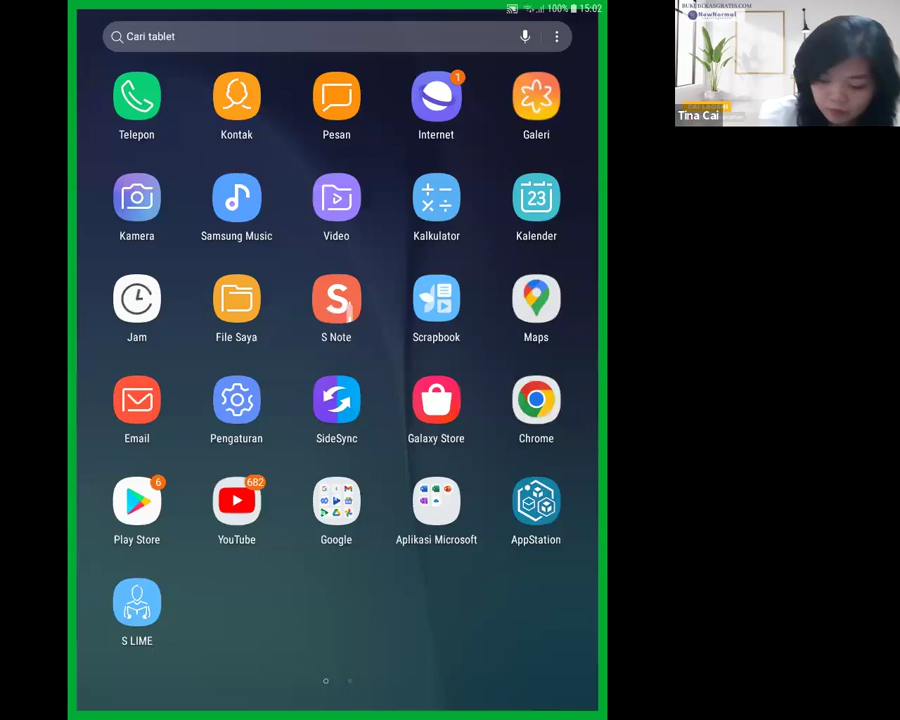 100% 15:02
Cari tablet
1
Telepon
Kontak
Pesan
Internet
Galeri
23
Kamera
Samsung Music
Video
Kalkulator
Kalender
S
Jam
File Saya
S Note
Scrapbook
Maps
Email
Pengaturan
SideSync
Galaxy Store
Chrome
6
682
Play Store
YouTube
Google
Aplikasi Microsoft
AppStation
S LIME
BUKUDIKASGRATIS.COM
NewNormal
Tina Cai